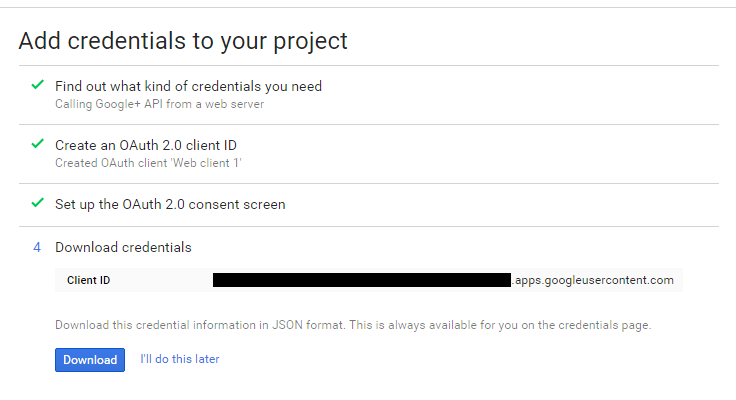 Add credentials to your project
Find out what kind of credentials you need
Calling Google+ API from a web server
Create an OAuth 2.0 client ID
Created OAuth client 'Web client 1'
Set up the OAuth 2.0 consent screen
4 Download credentials
Client ID .apps.googleusercontent.com
Download this credential information in JSON format. This is always available for you on the credentials page.
Download I'll do this later